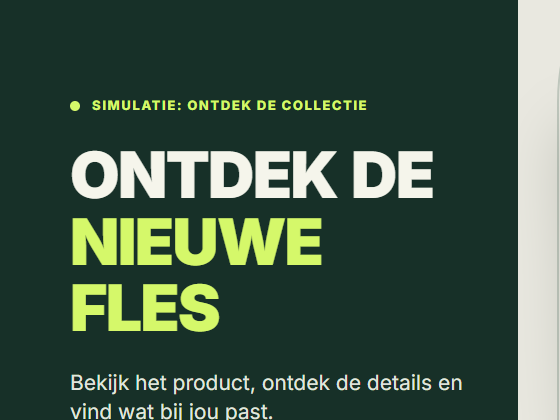 SIMULATIE: ONTDEK DE COLLECTIE
ONTDEK DE
NIEUWE
FLES
Bekijk het product, ontdek de details en
vind wat bij jou past.